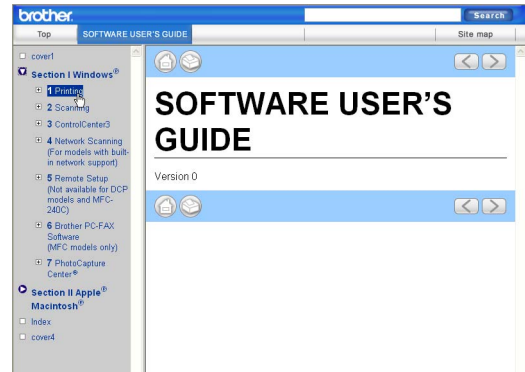 brother.
Search
Top
SOFTWARE USER'S GUIDE
Site map
cover1
Section I Windows®
1 Printing
2 Scanning
3 ControlCenter3
4 Network Scanning
(For models with built-
in network support)
5 Remote Setup
(Not available for DCP
models and MFC-
240C)
6 Brother PC-FAX
Software
(MFC models only)
7 PhotoCapture
Center®
Section II Apple®
Macintosh®
Index
cover4
SOFTWARE USER'S
GUIDE
Version 0